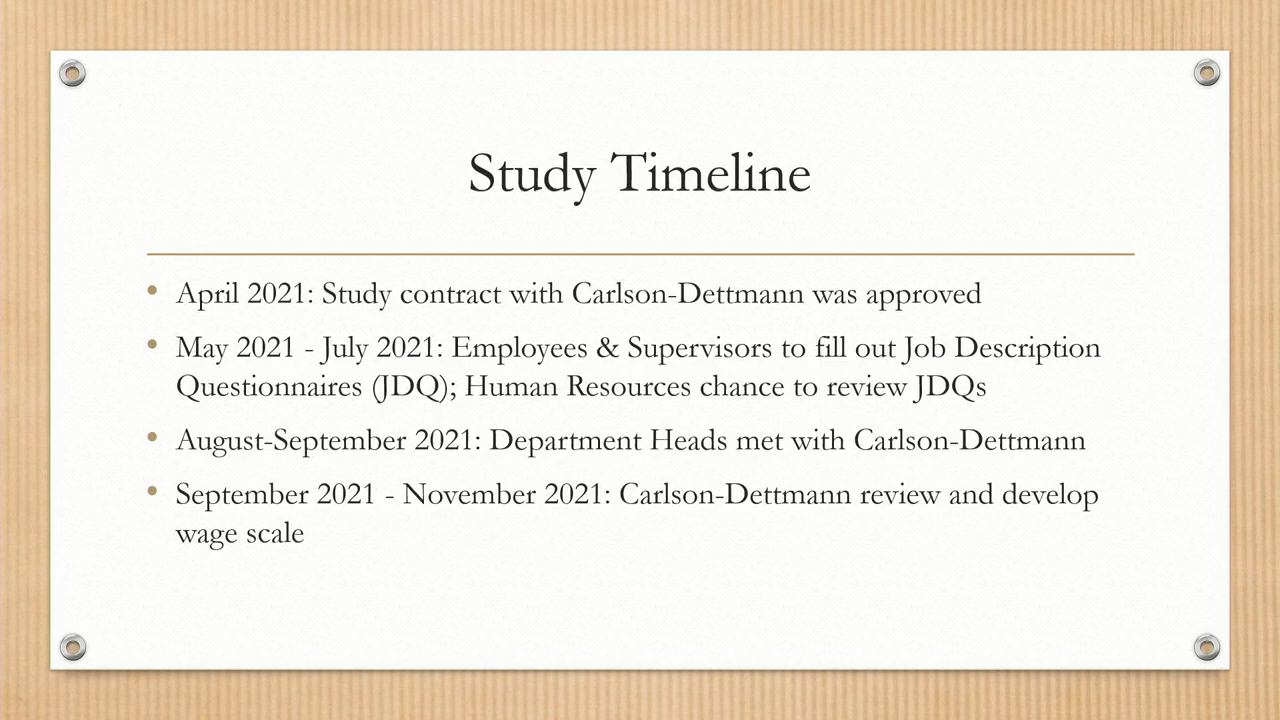 Study Timeline
• April 2021: Study contract with Carlson-Dettmann was approved
• May 2021 - July 2021: Employees & Supervisors to fill out Job Description
Questionnaires (JDQ); Human Resources chance to review JDQs
• August-September 2021: Department Heads met with Carlson-Dettmann
• September 2021 - November 2021: Carlson-Dettmann review and develop
wage scale